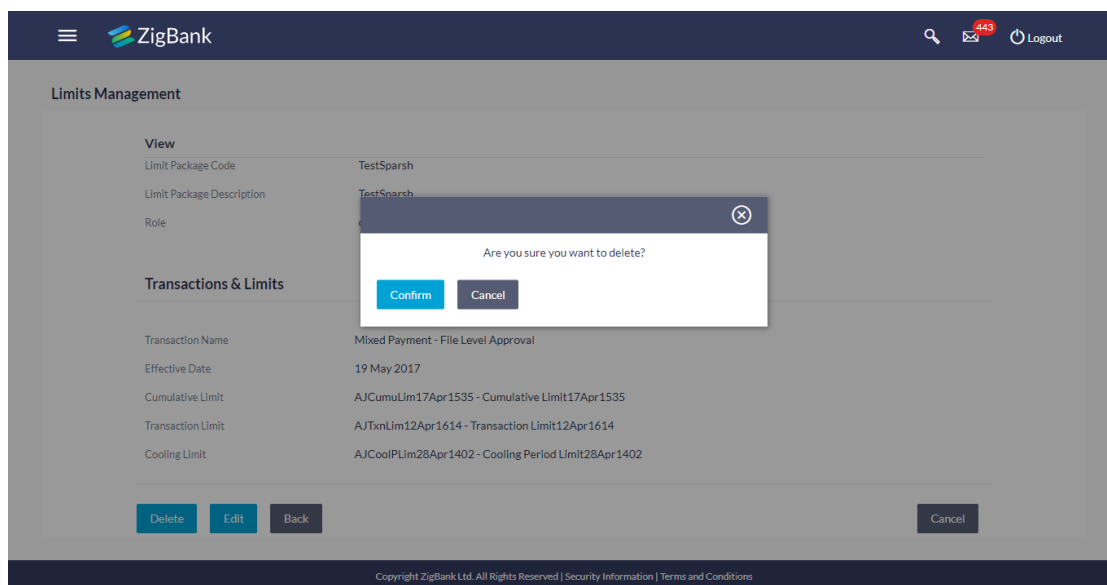 ZigBank
443
Logout
Limits Management
View
Limit Package Code TestSparsh
Limit Package Description TestSparsh
Role
Are you sure you want to delete?
Confirm Cancel
Transactions & Limits
Transaction Name Mixed Payment - File Level Approval
Effective Date 19 May 2017
Cumulative Limit AJCumuLim17Apr1535 - Cumulative Limit17Apr1535
Transaction Limit AJTxnLim12Apr1614 - Transaction Limit12Apr1614
Cooling Limit AJCoolPLim28Apr1402 - Cooling Period Limit28Apr1402
Delete Edit Back Cancel
Copyright ZigBank Ltd. All Rights Reserved | Security Information | Terms and Conditions